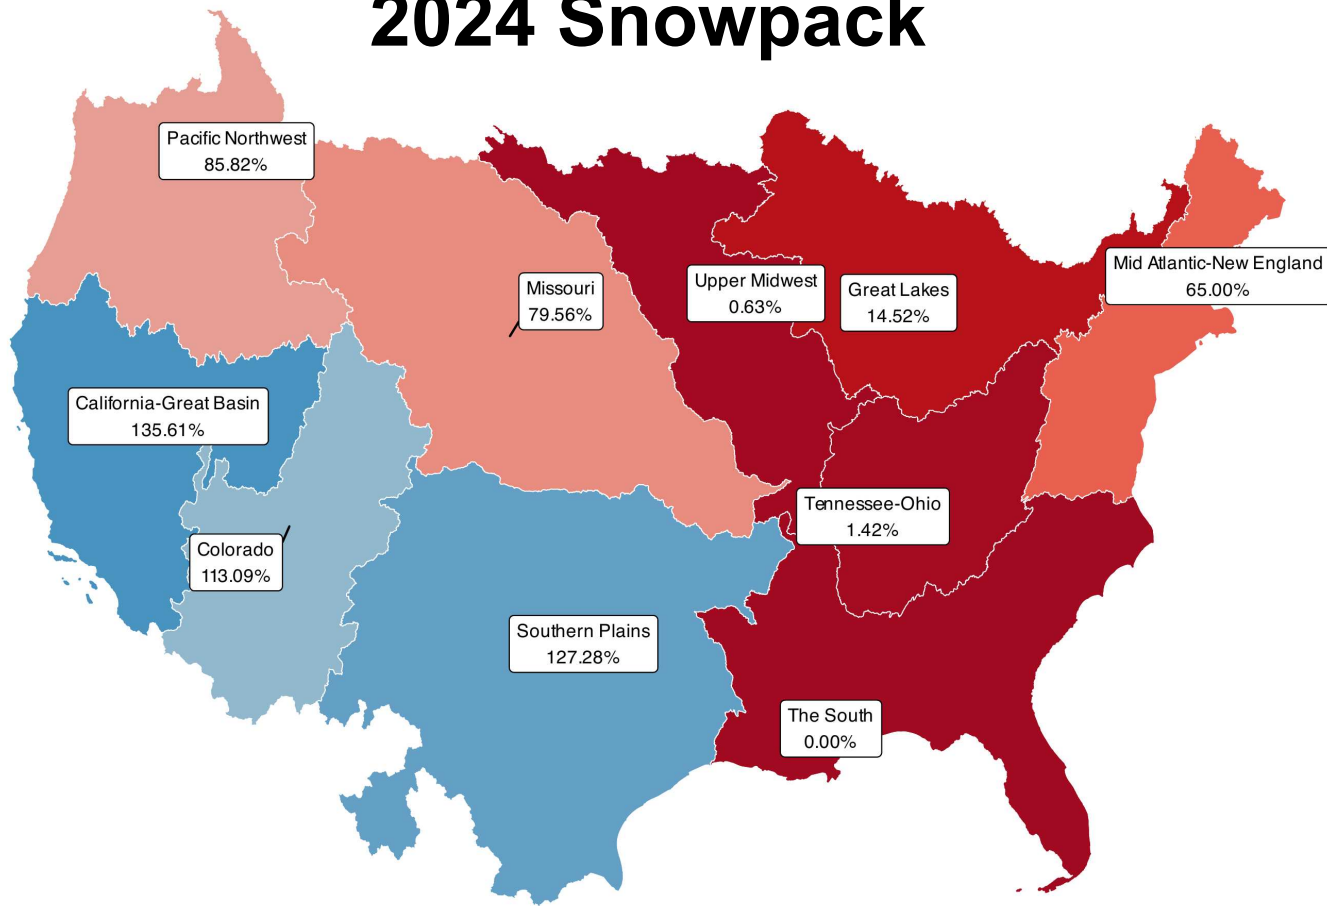 2024 Snowpack
Pacific Northwest
85.82%
Missouri
79.56%
Upper Midwest
0.63%
Great Lakes
14.52%
Mid Atlantic-New England
65.00%
California-Great Basin
135.61%
Colorado
113.09%
Tennessee-Ohio
1.42%
Southern Plains
127.28%
The South
0.00%